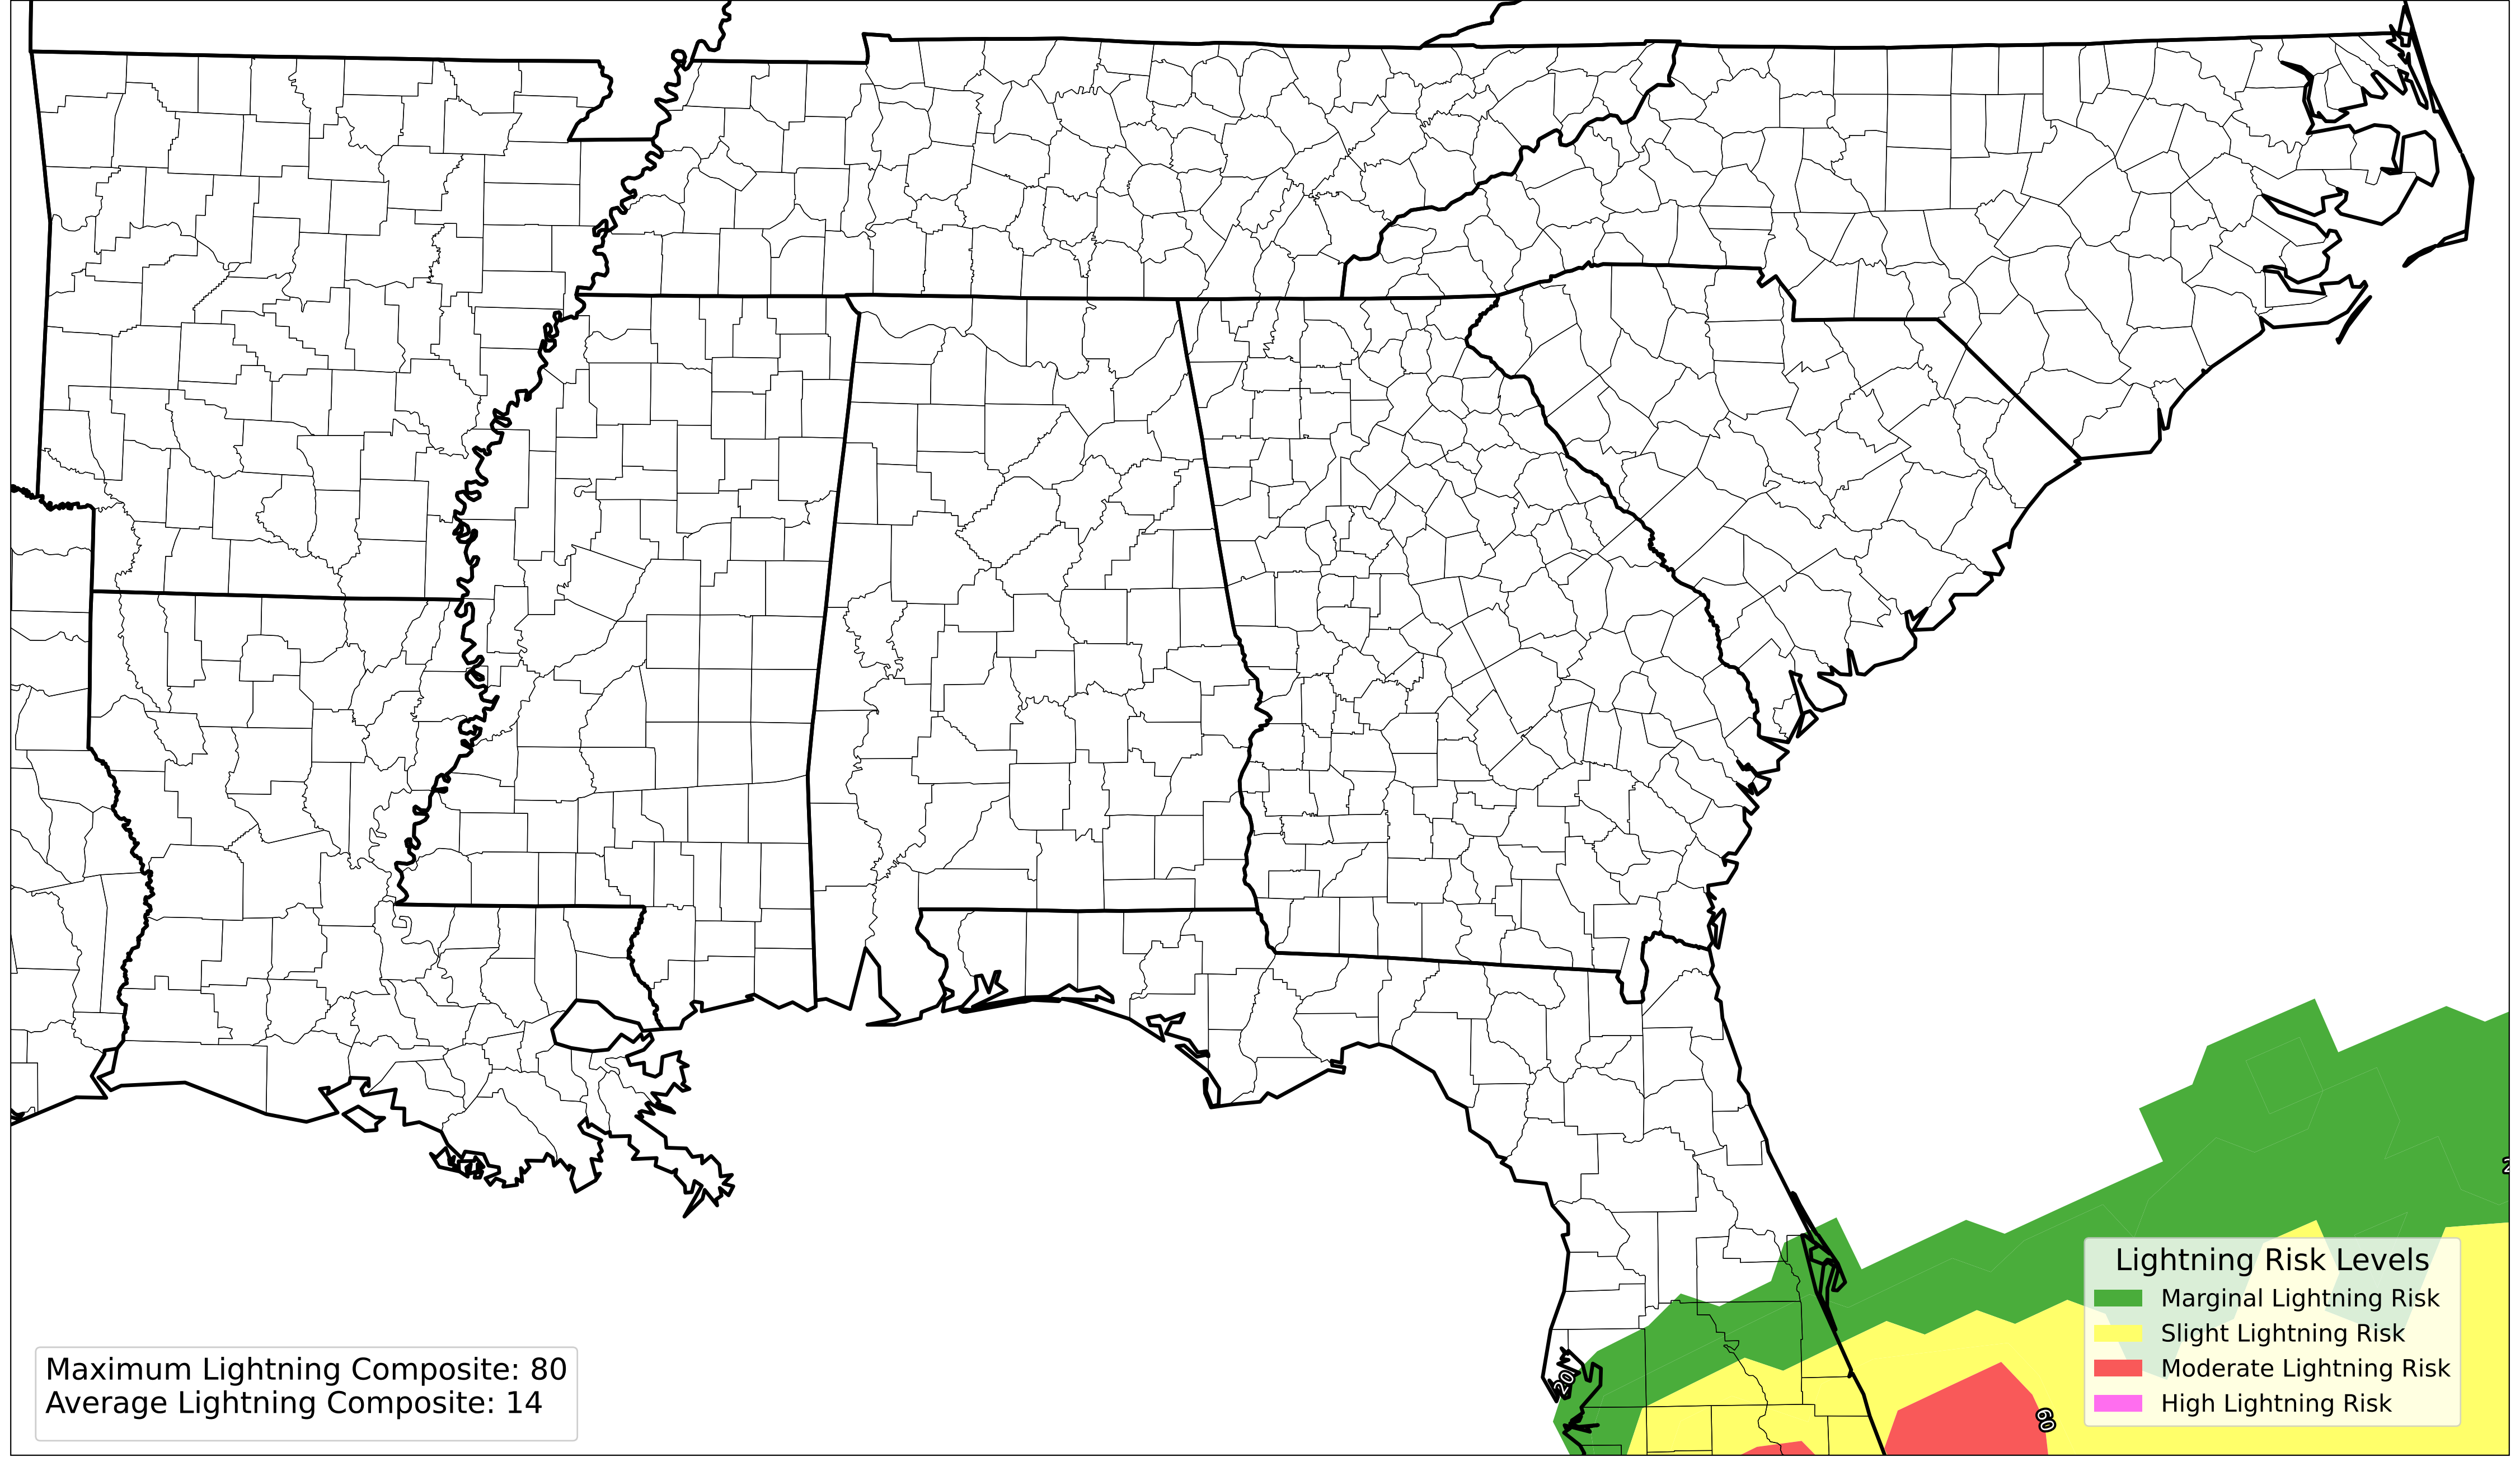 Lightning Risk Levels
Marginal Lightning Risk
Slight Lightning Risk
Moderate Lightning Risk
High Lightning Risk
Maximum Lightning Composite: 80
Average Lightning Composite: 14
20
60